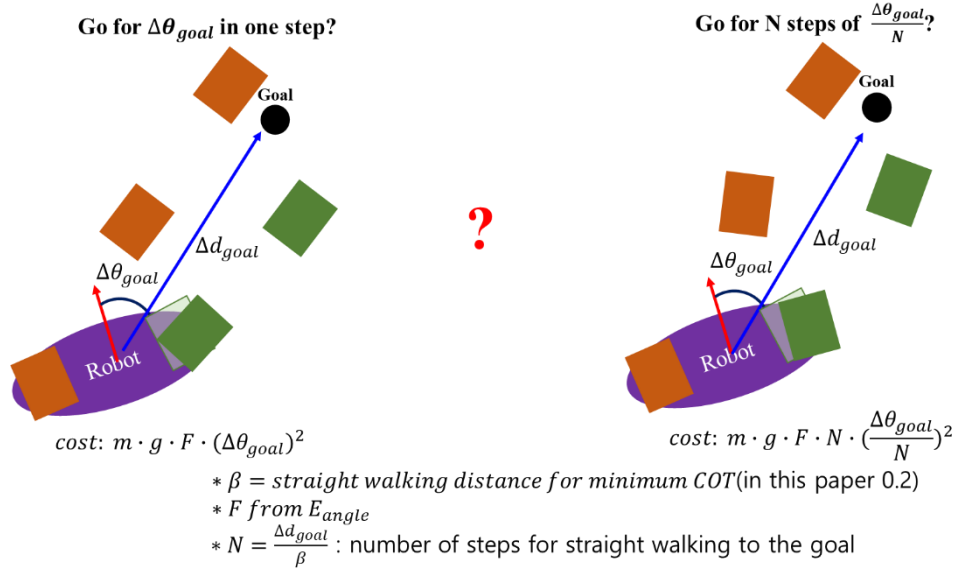 Go for Δθ_goal in one step?
Goal
Δd_goal
Δθ_goal
Robot
cost: m · g · F · (Δθ_goal)²
?
Go for N steps of Δθ_goal/N?
Goal
Δd_goal
Δθ_goal
Robot
cost: m · g · F · N · (Δθ_goal/N)²
* β = straight walking distance for minimum COT(in this paper 0.2)
* F from E_angle
* N = Δd_goal/β : number of steps for straight walking to the goal